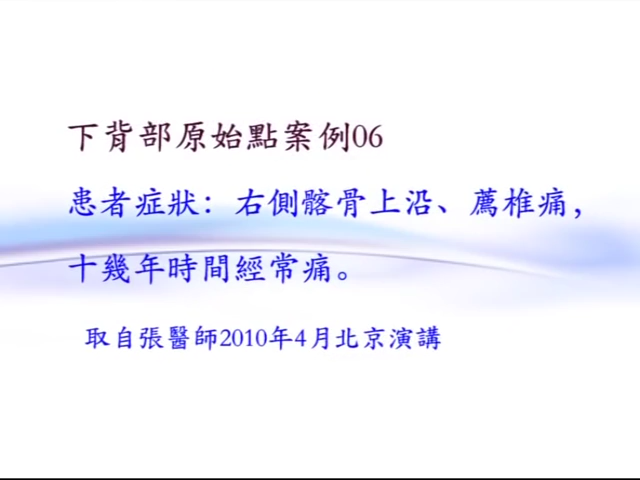 下背部原始點案例06
患者症狀：右側髂骨上沿、薦椎痛，
十幾年時間經常痛。
取自張醫師2010年4月北京演講